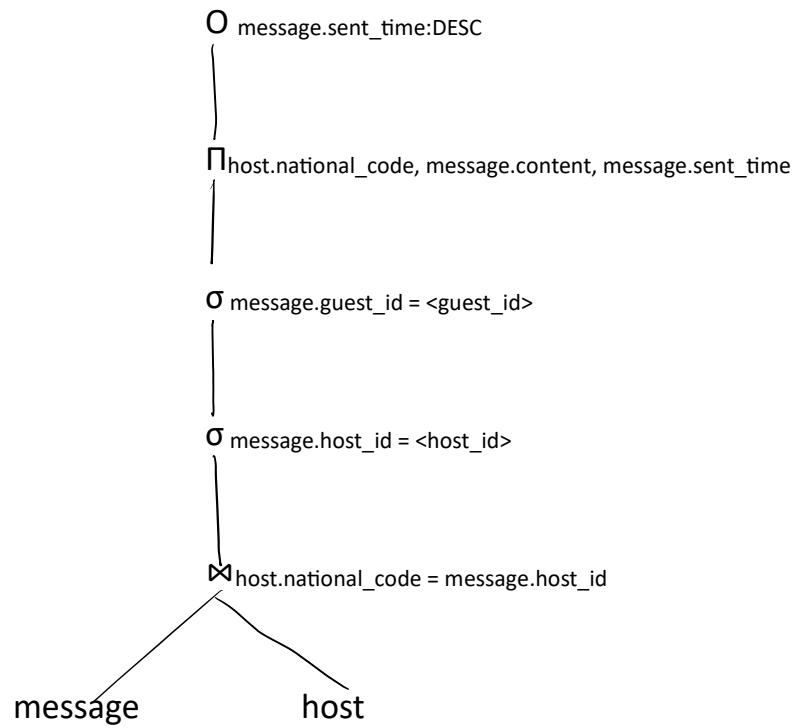 O message.sent_time:DESC
Π host.national_code, message.content, message.sent_time
σ message.guest_id = <guest_id>
σ message.host_id = <host_id>
⋈ host.national_code = message.host_id
message host